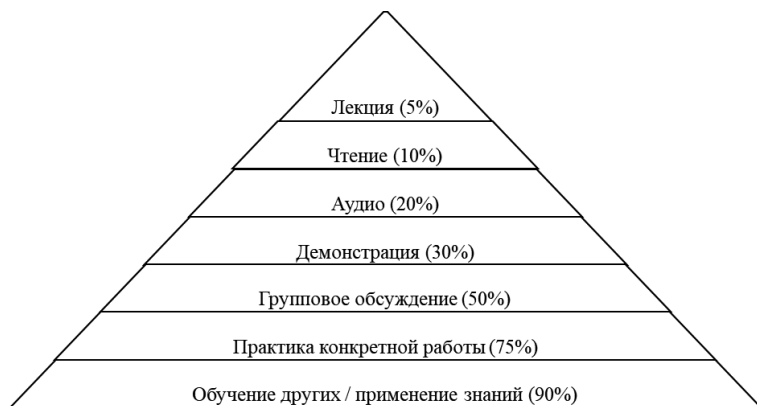 Лекция (5%)
Чтение (10%)
Аудио (20%)
Демонстрация (30%)
Групповое обсуждение (50%)
Практика конкретной работы (75%)
Обучение других / применение знаний (90%)